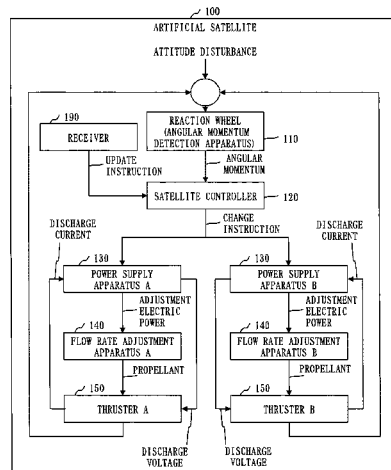 100
ARTIFICIAL SATELLITE
ATTITUDE DISTURBANCE
190
RECEIVER
REACTION WHEEL
(ANGULAR MOMENTUM
DETECTION APPARATUS)
110
UPDATE
INSTRUCTION
ANGULAR
MOMENTUM
SATELLITE CONTROLLER
120
DISCHARGE
CURRENT
CHANGE
INSTRUCTION
DISCHARGE
CURRENT
130
POWER SUPPLY
APPARATUS A
130
POWER SUPPLY
APPARATUS B
ADJUSTMENT
ELECTRIC
POWER
ADJUSTMENT
ELECTRIC
POWER
140
FLOW RATE ADJUSTMENT
APPARATUS A
140
FLOW RATE ADJUSTMENT
APPARATUS B
PROPELLANT
PROPELLANT
150
THRUSTER A
150
THRUSTER B
DISCHARGE
VOLTAGE
DISCHARGE
VOLTAGE